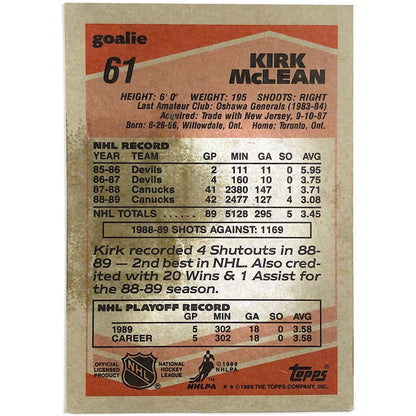 goalie
61
KIRK
McLEAN
HEIGHT: 6' 0" WEIGHT: 195 SHOOTS: RIGHT
Last Amateur Club: Oshawa Generals (1983-84)
Acquired: Trade with New Jersey, 9-10-87
Born: 6-26-66, Willowdale, Ont. Home: Toronto, Ont.
NHL RECORD
YEAR TEAM GP MIN GA SO AVG
85-86 Devils 2 111 11 0 5.95
86-87 Devils 4 160 10 0 3.75
87-88 Canucks 41 2380 147 1 3.71
88-89 Canucks 42 2477 127 4 3.08
NHL TOTALS 89 5128 295 5 3.45
1988-89 SHOTS AGAINST: 1169
Kirk recorded 4 Shutouts in 88-
89 — 2nd best in NHL. Also cred-
ited with 20 Wins & 1 Assist for
the 88-89 season.
NHL PLAYOFF RECORD
1989 5 302 18 0 3.58
CAREER 5 302 18 0 3.58
OFFICIAL LICENSED PRODUCT
NHL
NATIONAL HOCKEY LEAGUE
©1989 NHLPA
NHLPA
topps
** ©1989 THE TOPPS COMPANY, INC.